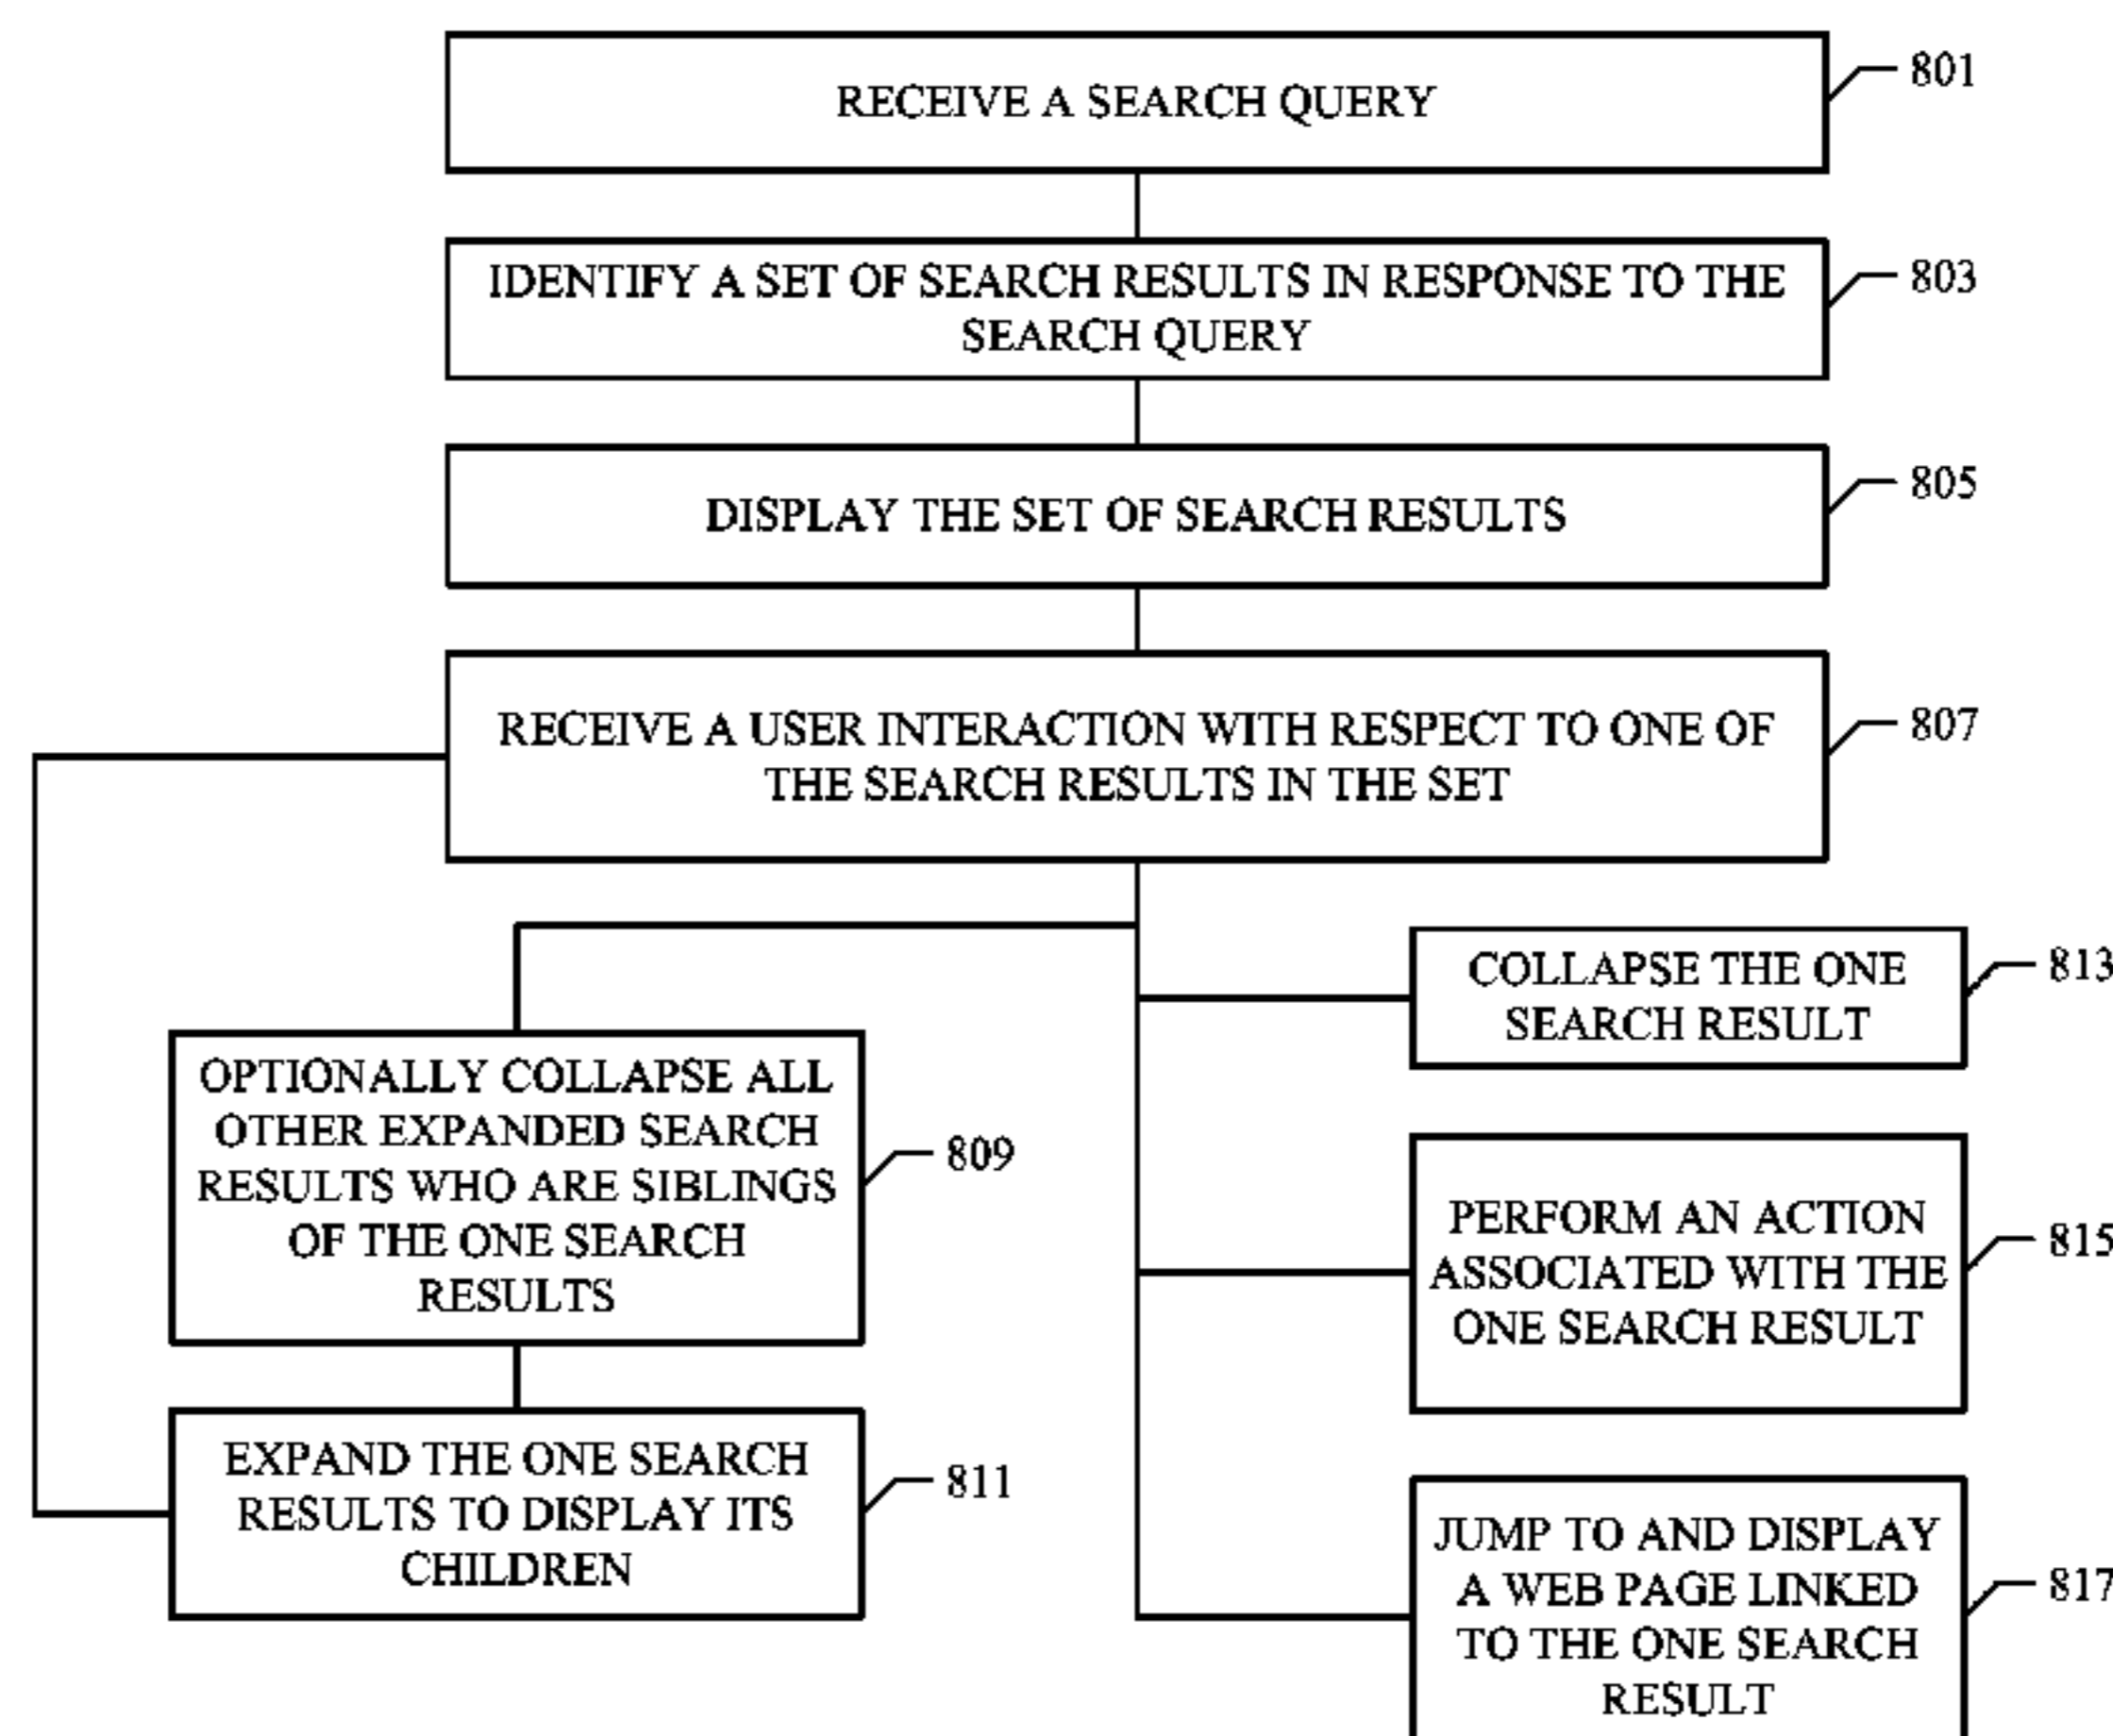 RECEIVE A SEARCH QUERY
801
IDENTIFY A SET OF SEARCH RESULTS IN RESPONSE TO THE
SEARCH QUERY
803
DISPLAY THE SET OF SEARCH RESULTS
805
RECEIVE A USER INTERACTION WITH RESPECT TO ONE OF
THE SEARCH RESULTS IN THE SET
807
OPTIONALLY COLLAPSE ALL
OTHER EXPANDED SEARCH
RESULTS WHO ARE SIBLINGS
OF THE ONE SEARCH
RESULTS
809
EXPAND THE ONE SEARCH
RESULTS TO DISPLAY ITS
CHILDREN
811
COLLAPSE THE ONE
SEARCH RESULT
813
PERFORM AN ACTION
ASSOCIATED WITH THE
ONE SEARCH RESULT
815
JUMP TO AND DISPLAY
A WEB PAGE LINKED
TO THE ONE SEARCH
RESULT
817